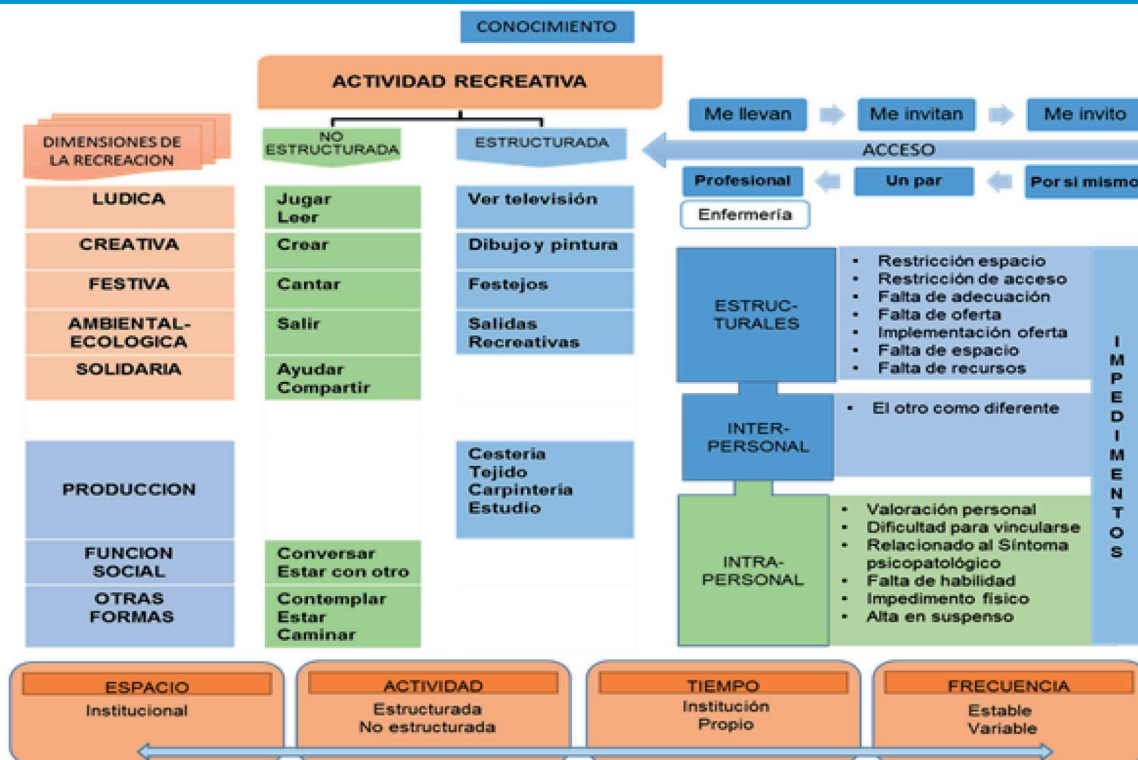 CONOCIMIENTO
ACTIVIDAD RECREATIVA
DIMENSIONES DE
LA RECREACION
NO
ESTRUCTURADA
ESTRUCTURADA
Me llevan
Me invitan
Me invito
ACCESO
Profesional
Un par
Por si mismo
Enfermería
LUDICA
Jugar
Leer
Ver televisión
CREATIVA
Crear
Dibujo y pintura
FESTIVA
Cantar
Festejos
AMBIENTAL-
ECOLOGICA
Salir
Salidas
Recreativas
SOLIDARIA
Ayudar
Compartir
PRODUCCION
Cestería
Tejido
Carpintería
Estudio
FUNCION
SOCIAL
Conversar
Estar con otro
OTRAS
FORMAS
Contemplar
Estar
Caminar
ESTRUC-
TURALES
• Restricción espacio
• Restricción de acceso
• Falta de adecuación
• Falta de oferta
• Implementación oferta
• Falta de espacio
• Falta de recursos
INTER-
PERSONAL
• El otro como diferente
INTRA-
PERSONAL
• Valoración personal
• Dificultad para vincularse
• Relacionado al Síntoma
psicopatológico
• Falta de habilidad
• Impedimento físico
• Alta en suspenso
IMPEDIMENTOS
ESPACIO
Institucional
ACTIVIDAD
Estructurada
No estructurada
TIEMPO
Institución
Propio
FRECUENCIA
Estable
Variable